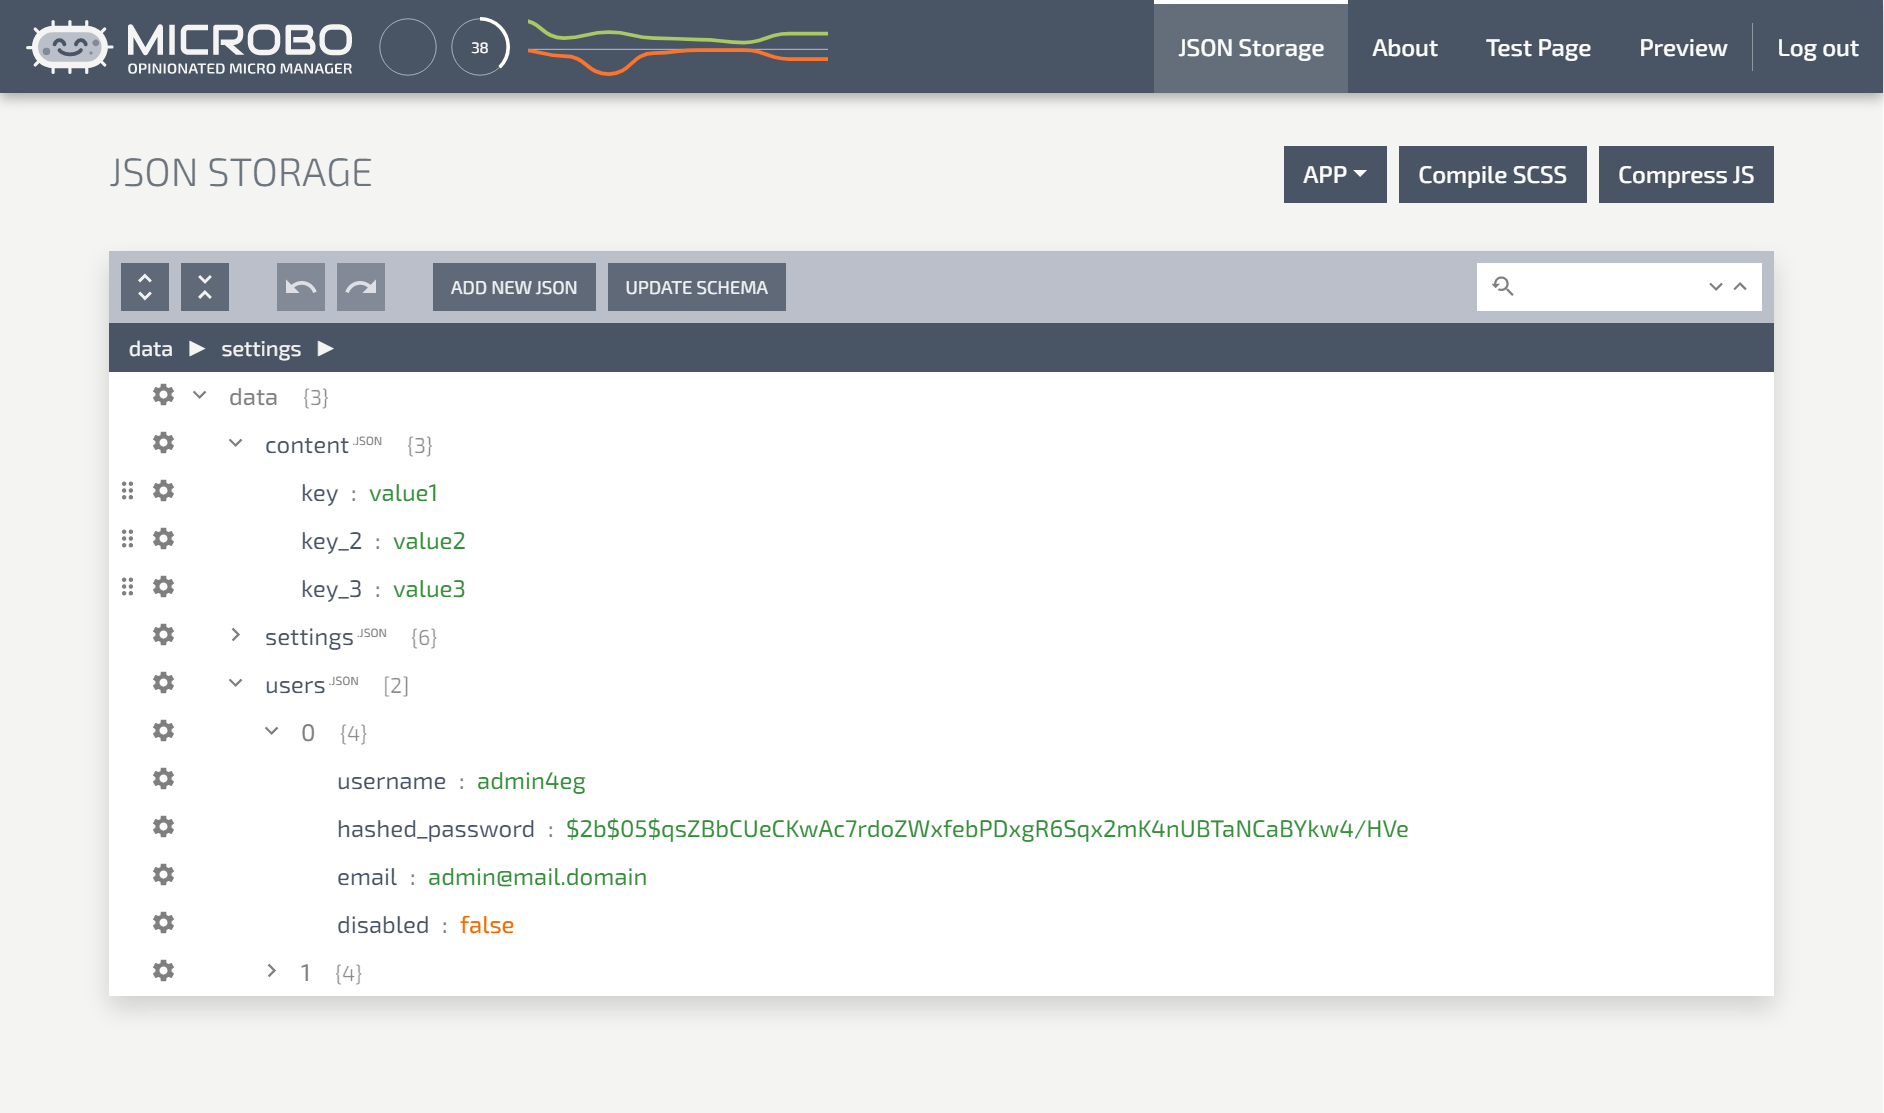 MICROBO
OPINIONATED MICRO MANAGER
38
JSON Storage About Test Page Preview Log out
JSON STORAGE
APP Compile SCSS Compress JS
ADD NEW JSON UPDATE SCHEMA
data ► settings ►
data {3}
content .JSON {3}
key : value1
key_2 : value2
key_3 : value3
settings .JSON {6}
users .JSON [2]
0 {4}
username : admin4eg
hashed_password : $2b$05$qsZBbCUeCKwAc7rdoZWxfebPDxgR6Sqx2mK4nUBTaNCaBYkw4/HVe
email : admin@mail.domain
disabled : false
1 {4}